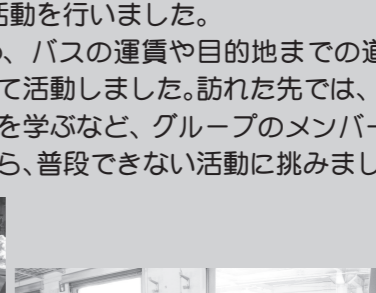 活動を行いました。
、バスの運賃や目的地までの道
て活動しました。訪れた先では、
を学ぶなど、グループのメンバー
ら、普段できない活動に挑みまし